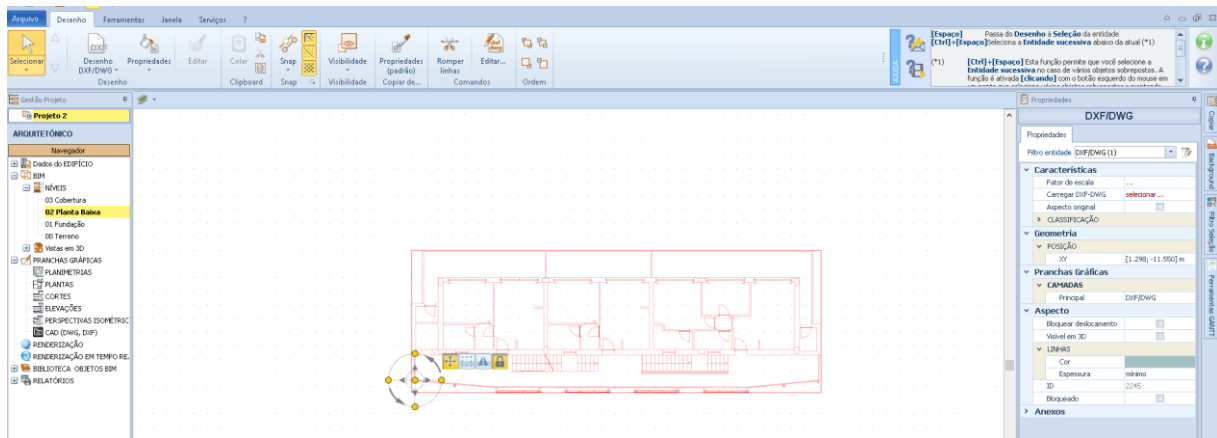 Arquivo Desenho Ferramentas Janela Serviços ?
Selecionar
DXF
Desenho DXF/DWG
Propriedades
Editar
Colar
Snap
Visibilidade
Propriedades (padrão)
Romper linhas
Editar...
Desenho Clipboard Snap Visibilidade Copiar de... Comandos Ordem
AJUDA
[Espaço] Passa do Desenho à Seleção da entidade
[Ctrl]+[Espaço]Seleciona a Entidade sucessiva abaixo da atual (*1)
(*1) [Ctrl]+[Espaço] Esta função permite que você selecione a
Entidade sucessiva no caso de vários objetos sobrepostos. A
função é ativada [clicando] com o botão esquerdo do mouse em
Gestão Projeto
Projeto 2
ARQUITETÔNICO
Navegador
Dados do EDIFÍCIO
BIM
NÍVEIS
03 Cobertura
02 Planta Baixa
01 Fundação
00 Terreno
Vistas em 3D
PRANCHAS GRÁFICAS
PLANIMETRIAS
PLANTAS
CORTES
ELEVAÇÕES
PERSPECTIVAS ISOMÉTRIC
CAD (DWG, DXF)
RENDERIZAÇÃO
RENDERIZAÇÃO EM TEMPO RE.
BIBLIOTECA OBJETOS BIM
RELATÓRIOS
Propriedades
DXF/DWG
Propriedades
Filtro entidade DXF/DWG (1)
Características
Fator de escala ...
Carregar DXF-DWG selecionar...
Aspecto original
CLASSIFICAÇÃO
Geometria
POSIÇÃO
XY [1.298; -11.550] m
Pranchas Gráficas
CAMADAS
Principal DXF/DWG
Aspecto
Bloquear deslocamento
Visível em 3D
LINHAS
Cor
Espessura mínimo
ID 2245
Bloqueado
Anexos
Copiar
Background
Filtro Seleção
Ferramentas GANTT